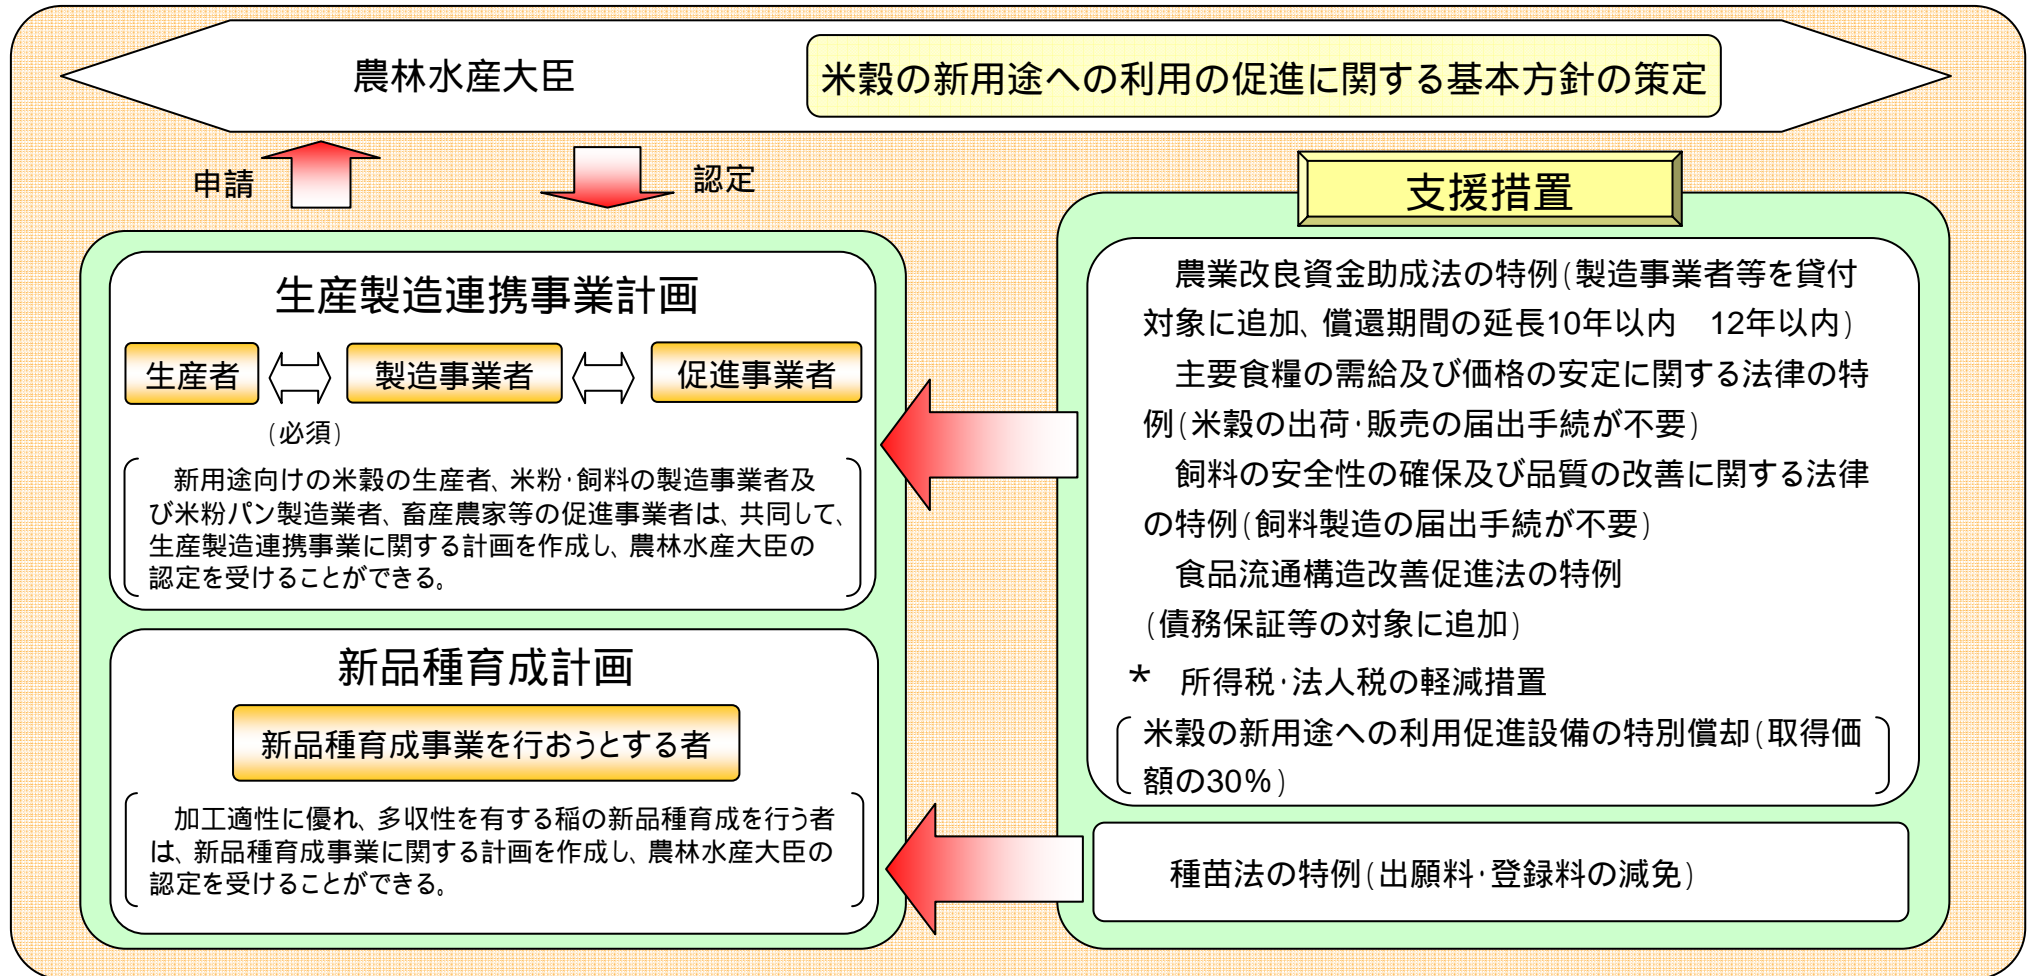 農林水産大臣
米穀の新用途への利用の促進に関する基本方針の策定
申請
認定
生産製造連携事業計画
生産者
製造事業者
促進事業者
(必須)
新用途向けの米穀の生産者、米粉・飼料の製造事業者及
び米粉パン製造業者、畜産農家等の促進事業者は、共同して、
生産製造連携事業に関する計画を作成し、農林水産大臣の
認定を受けることができる。
新品種育成計画
新品種育成事業を行おうとする者
加工適性に優れ、多収性を有する稲の新品種育成を行う者
は、新品種育成事業に関する計画を作成し、農林水産大臣の
認定を受けることができる。
支援措置
農業改良資金助成法の特例(製造事業者等を貸付
対象に追加、償還期間の延長10年以内　12年以内)
主要食糧の需給及び価格の安定に関する法律の特
例(米穀の出荷・販売の届出手続が不要)
飼料の安全性の確保及び品質の改善に関する法律
の特例(飼料製造の届出手続が不要)
食品流通構造改善促進法の特例
(債務保証等の対象に追加)
*　所得税・法人税の軽減措置
米穀の新用途への利用促進設備の特別償却(取得価
額の30%)
種苗法の特例(出願料・登録料の減免)